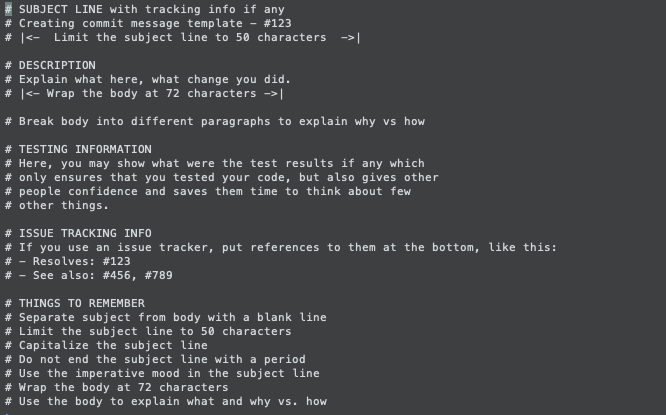 # SUBJECT LINE with tracking info if any
# Creating commit message template - #123
# |<-  Limit the subject line to 50 characters  ->|

# DESCRIPTION
# Explain what here, what change you did.
# |<- Wrap the body at 72 characters ->|

# Break body into different paragraphs to explain why vs how

# TESTING INFORMATION
# Here, you may show what were the test results if any which
# only ensures that you tested your code, but also gives other
# people confidence and saves them time to think about few
# other things.

# ISSUE TRACKING INFO
# If you use an issue tracker, put references to them at the bottom, like this:
# - Resolves: #123
# - See also: #456, #789

# THINGS TO REMEMBER
# Separate subject from body with a blank line
# Limit the subject line to 50 characters
# Capitalize the subject line
# Do not end the subject line with a period
# Use the imperative mood in the subject line
# Wrap the body at 72 characters
# Use the body to explain what and why vs. how